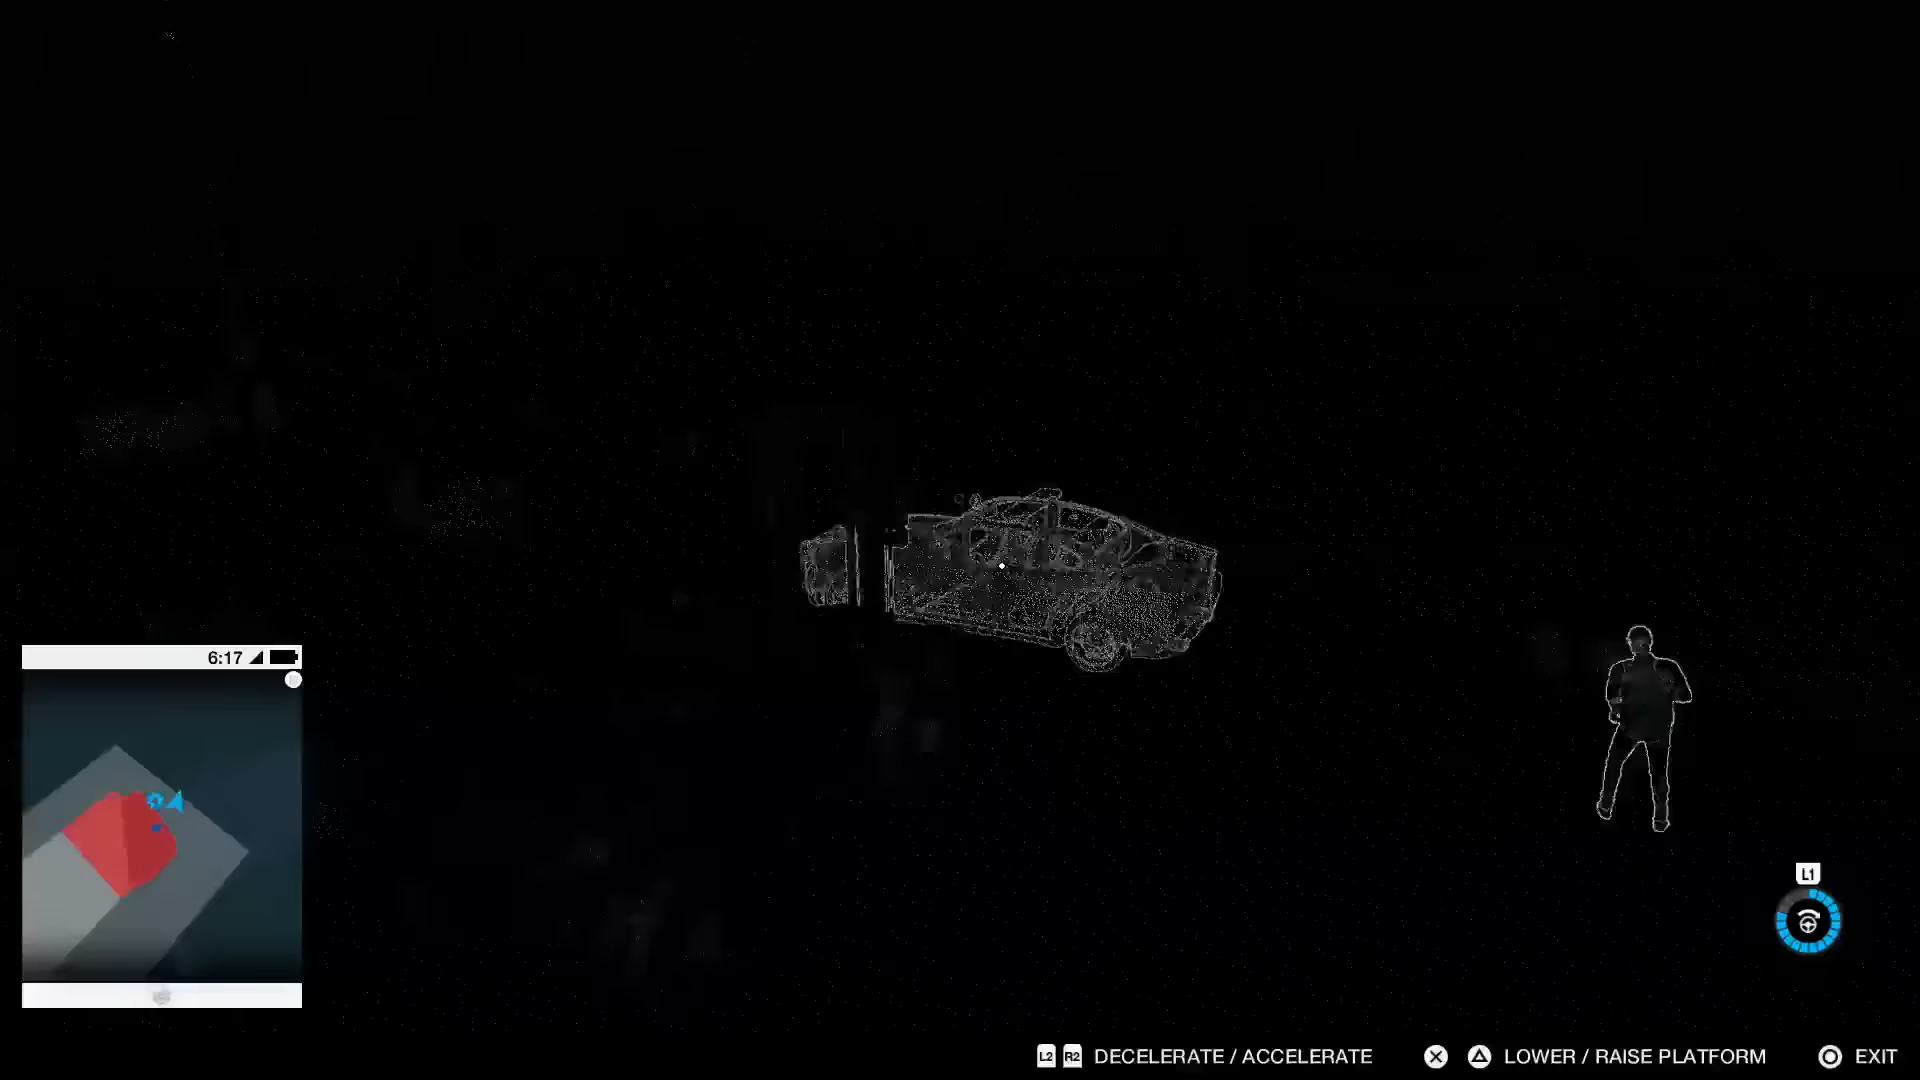 6:17
L1
L2 R2 DECELERATE / ACCELERATE LOWER / RAISE PLATFORM EXIT